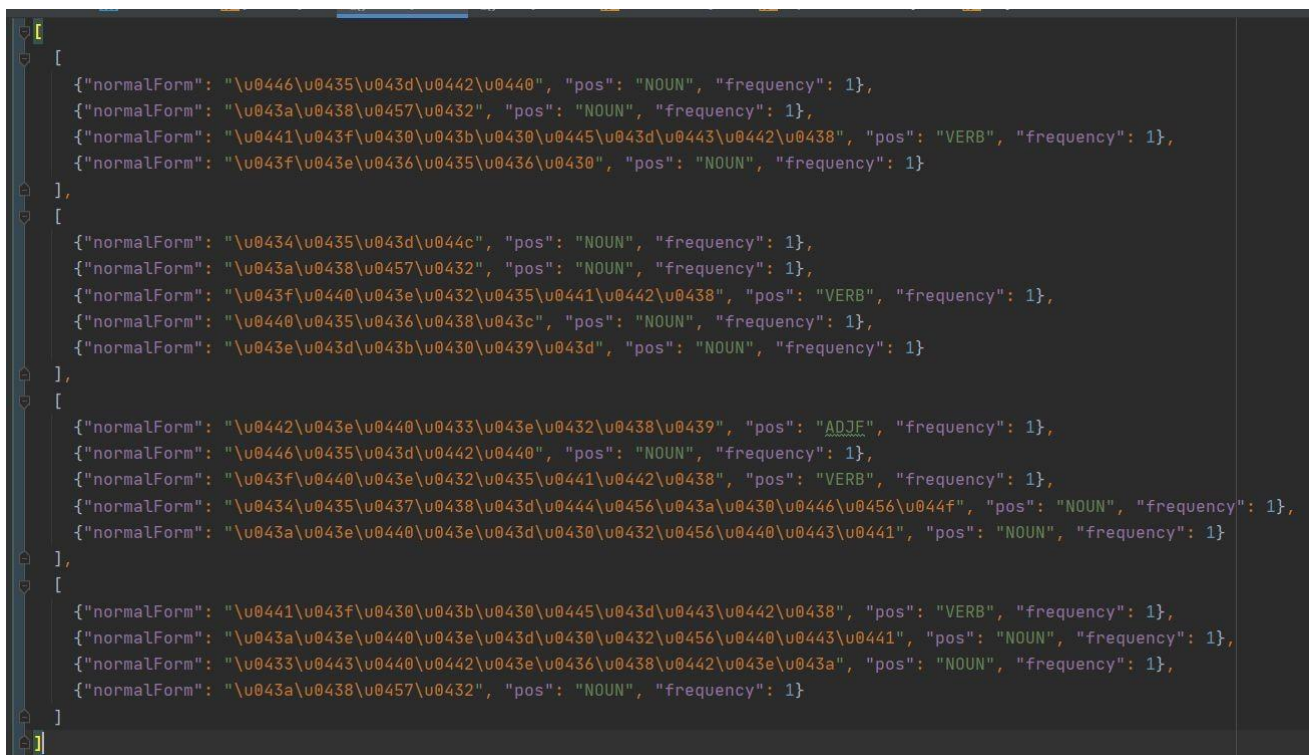 [
[
{"normalForm": "\u0446\u0435\u043d\u0442\u0440", "pos": "NOUN", "frequency": 1},
{"normalForm": "\u043a\u0438\u0457\u0432", "pos": "NOUN", "frequency": 1},
{"normalForm": "\u0441\u043f\u0430\u043b\u0430\u0445\u043d\u0443\u0442\u0438", "pos": "VERB", "frequency": 1},
{"normalForm": "\u043f\u043e\u0436\u0435\u0436\u0430", "pos": "NOUN", "frequency": 1}
],
[
{"normalForm": "\u0434\u0435\u043d\u044c", "pos": "NOUN", "frequency": 1},
{"normalForm": "\u043a\u0438\u0457\u0432", "pos": "NOUN", "frequency": 1},
{"normalForm": "\u043f\u0440\u043e\u0432\u0435\u0441\u0442\u0438", "pos": "VERB", "frequency": 1},
{"normalForm": "\u0440\u0435\u0436\u0438\u043c", "pos": "NOUN", "frequency": 1},
{"normalForm": "\u043e\u043d\u043b\u0430\u0439\u043d", "pos": "NOUN", "frequency": 1}
],
[
{"normalForm": "\u0442\u043e\u0440\u0433\u043e\u0432\u0438\u0439", "pos": "ADJF", "frequency": 1},
{"normalForm": "\u0446\u0435\u043d\u0442\u0440", "pos": "NOUN", "frequency": 1},
{"normalForm": "\u043f\u0440\u043e\u0432\u0435\u0441\u0442\u0438", "pos": "VERB", "frequency": 1},
{"normalForm": "\u0434\u0435\u0437\u0438\u043d\u0444\u0456\u043a\u0430\u0446\u0456\u044f", "pos": "NOUN", "frequency": 1},
{"normalForm": "\u043a\u043e\u0440\u043e\u043d\u0430\u0432\u0456\u0440\u0443\u0441", "pos": "NOUN", "frequency": 1}
],
[
{"normalForm": "\u0441\u043f\u0430\u043b\u0430\u0445\u043d\u0443\u0442\u0438", "pos": "VERB", "frequency": 1},
{"normalForm": "\u043a\u043e\u0440\u043e\u043d\u0430\u0432\u0456\u0440\u0443\u0441", "pos": "NOUN", "frequency": 1},
{"normalForm": "\u0433\u0443\u0440\u0442\u043e\u0436\u0438\u0442\u043e\u043a", "pos": "NOUN", "frequency": 1},
{"normalForm": "\u043a\u0438\u0457\u0432", "pos": "NOUN", "frequency": 1}
]
]